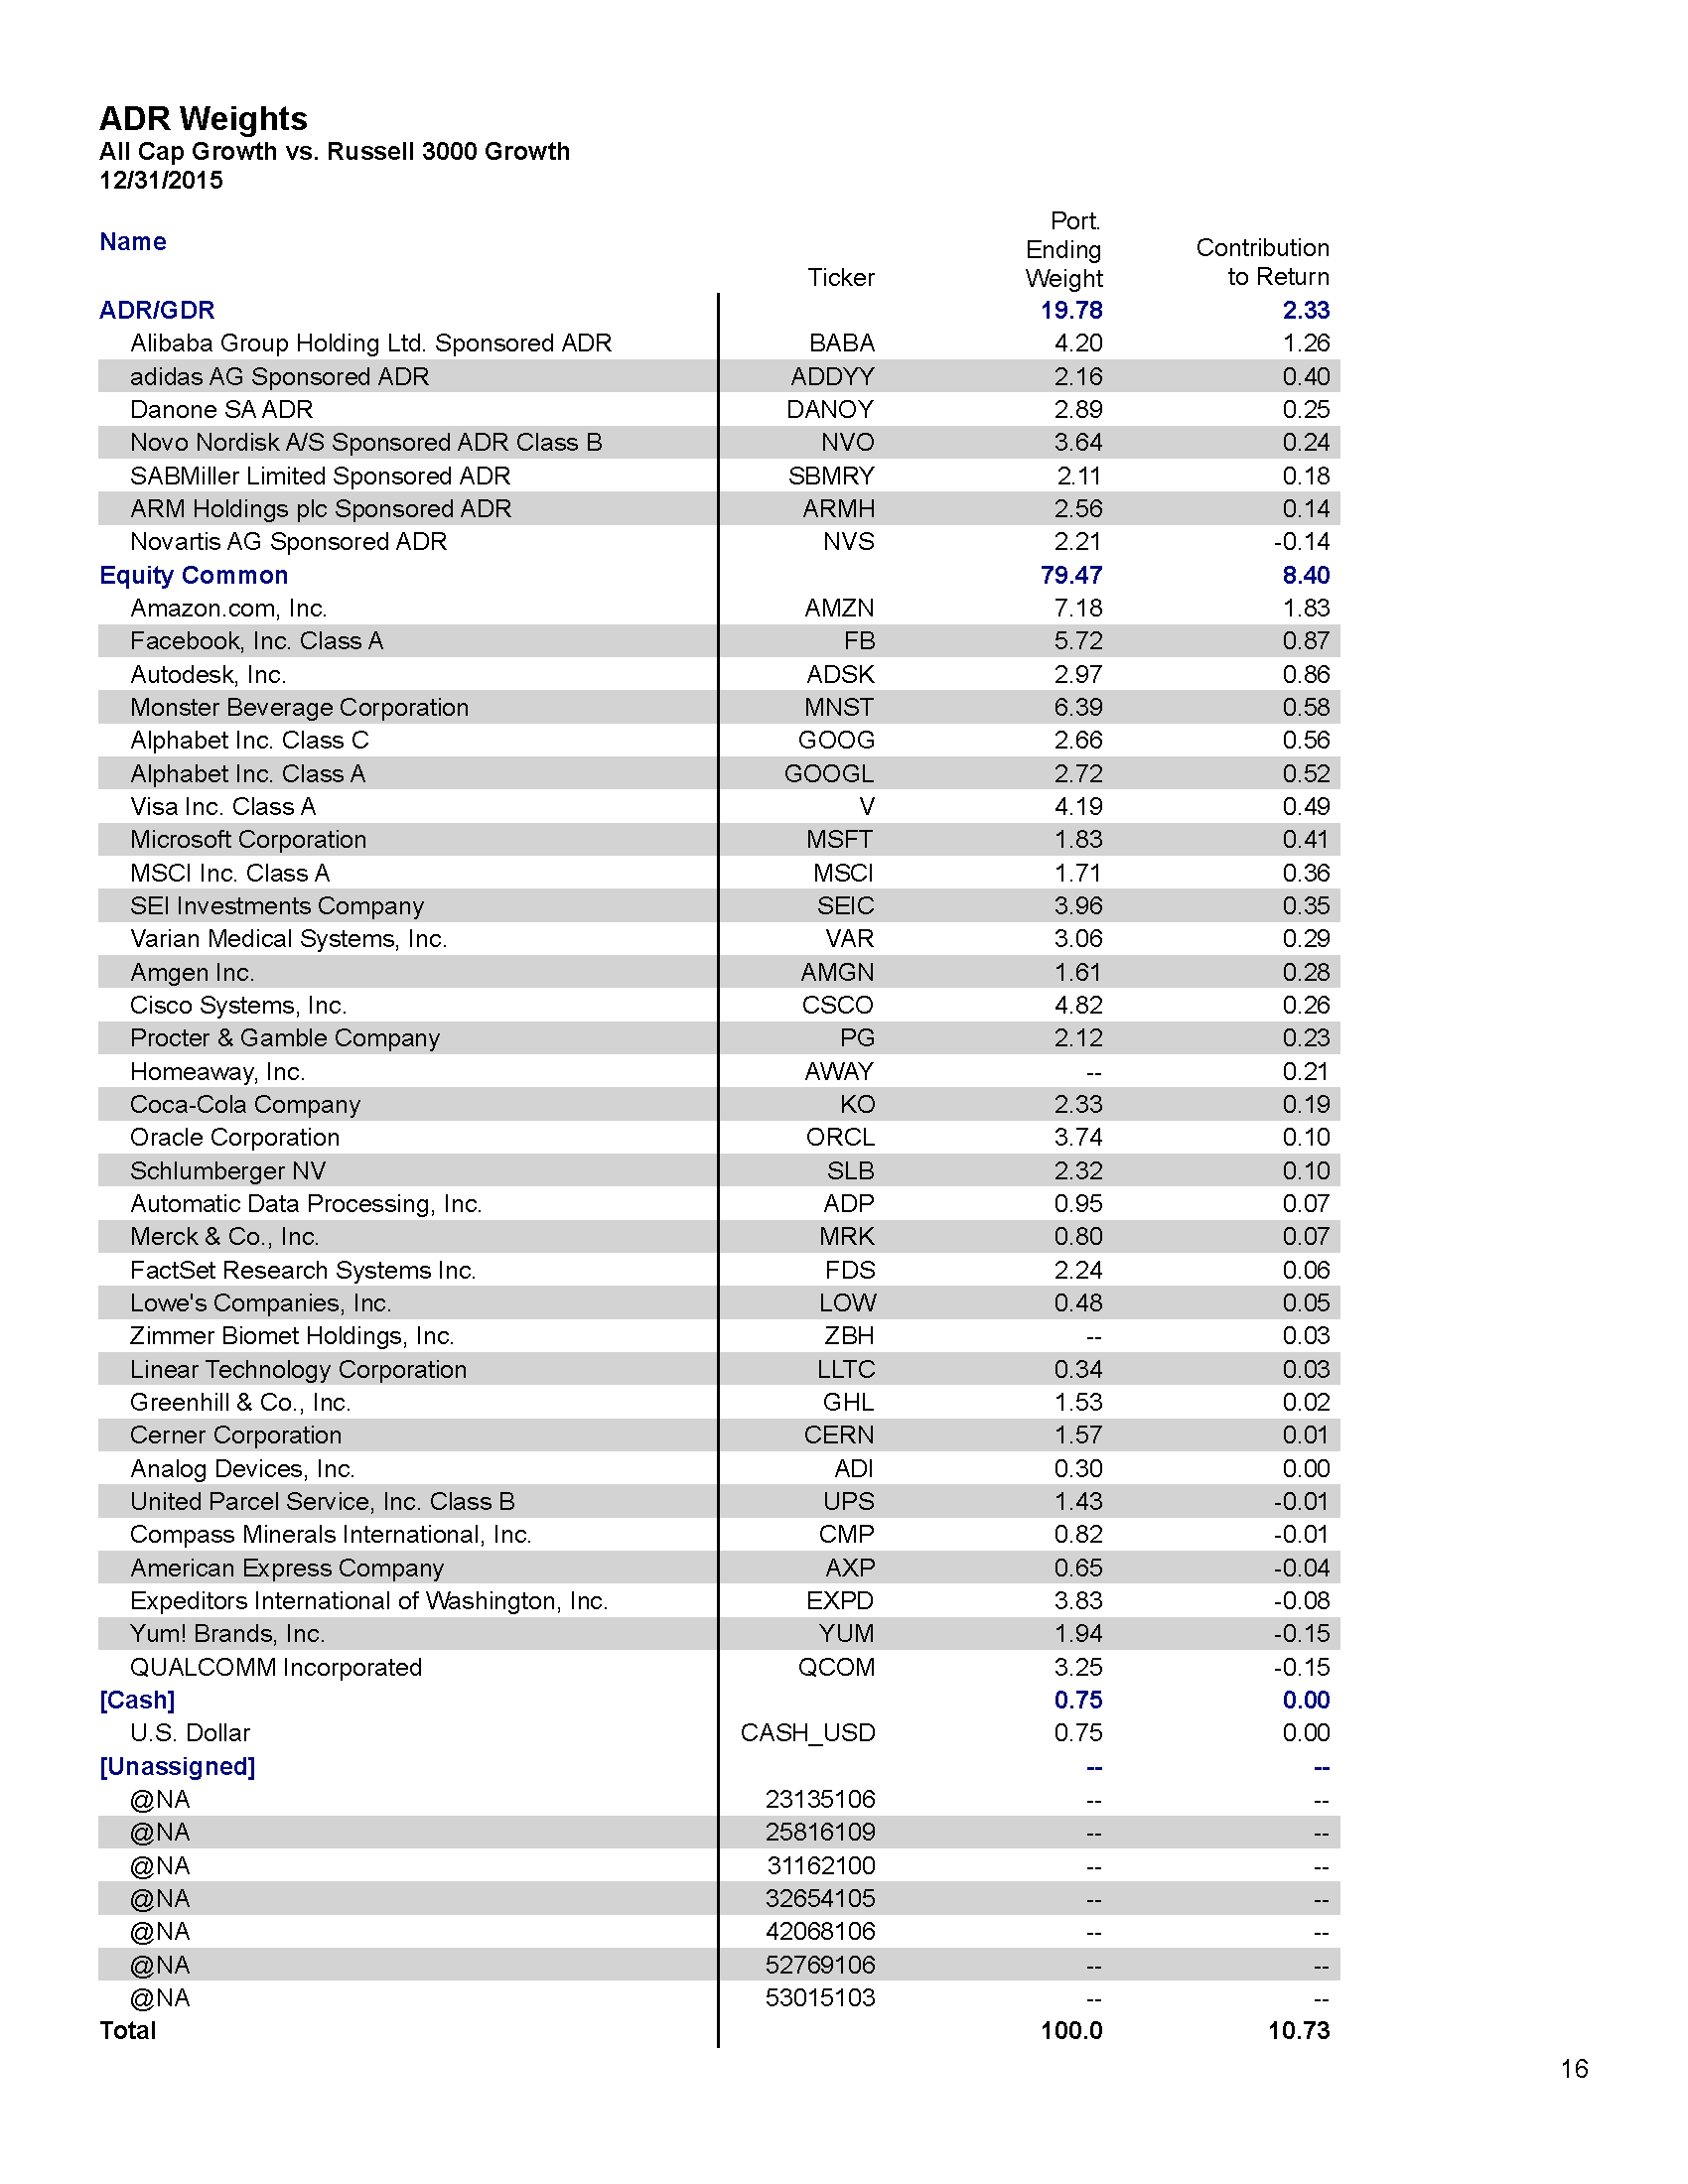 ADR Weights
All Cap Growth vs. Russell 3000 Growth
12/31/2015
Name Ticker Port. Ending Weight Contribution to Return
ADR/GDR 19.78 2.33
Alibaba Group Holding Ltd. Sponsored ADR BABA 4.20 1.26
adidas AG Sponsored ADR ADDYY 2.16 0.40
Danone SA ADR DANOY 2.89 0.25
Novo Nordisk A/S Sponsored ADR Class B NVO 3.64 0.24
SABMiller Limited Sponsored ADR SBMRY 2.11 0.18
ARM Holdings plc Sponsored ADR ARMH 2.56 0.14
Novartis AG Sponsored ADR NVS 2.21 -0.14
Equity Common 79.47 8.40
Amazon.com, Inc. AMZN 7.18 1.83
Facebook, Inc. Class A FB 5.72 0.87
Autodesk, Inc. ADSK 2.97 0.86
Monster Beverage Corporation MNST 6.39 0.58
Alphabet Inc. Class C GOOG 2.66 0.56
Alphabet Inc. Class A GOOGL 2.72 0.52
Visa Inc. Class A V 4.19 0.49
Microsoft Corporation MSFT 1.83 0.41
MSCI Inc. Class A MSCI 1.71 0.36
SEI Investments Company SEIC 3.96 0.35
Varian Medical Systems, Inc. VAR 3.06 0.29
Amgen Inc. AMGN 1.61 0.28
Cisco Systems, Inc. CSCO 4.82 0.26
Procter & Gamble Company PG 2.12 0.23
Homeaway, Inc. AWAY -- 0.21
Coca-Cola Company KO 2.33 0.19
Oracle Corporation ORCL 3.74 0.10
Schlumberger NV SLB 2.32 0.10
Automatic Data Processing, Inc. ADP 0.95 0.07
Merck & Co., Inc. MRK 0.80 0.07
FactSet Research Systems Inc. FDS 2.24 0.06
Lowe's Companies, Inc. LOW 0.48 0.05
Zimmer Biomet Holdings, Inc. ZBH -- 0.03
Linear Technology Corporation LLTC 0.34 0.03
Greenhill & Co., Inc. GHL 1.53 0.02
Cerner Corporation CERN 1.57 0.01
Analog Devices, Inc. ADI 0.30 0.00
United Parcel Service, Inc. Class B UPS 1.43 -0.01
Compass Minerals International, Inc. CMP 0.82 -0.01
American Express Company AXP 0.65 -0.04
Expeditors International of Washington, Inc. EXPD 3.83 -0.08
Yum! Brands, Inc. YUM 1.94 -0.15
QUALCOMM Incorporated QCOM 3.25 -0.15
[Cash] 0.75 0.00
U.S. Dollar CASH_USD 0.75 0.00
[Unassigned] -- --
@NA 23135106 -- --
@NA 25816109 -- --
@NA 31162100 -- --
@NA 32654105 -- --
@NA 42068106 -- --
@NA 52769106 -- --
@NA 53015103 -- --
Total 100.0 10.73
16